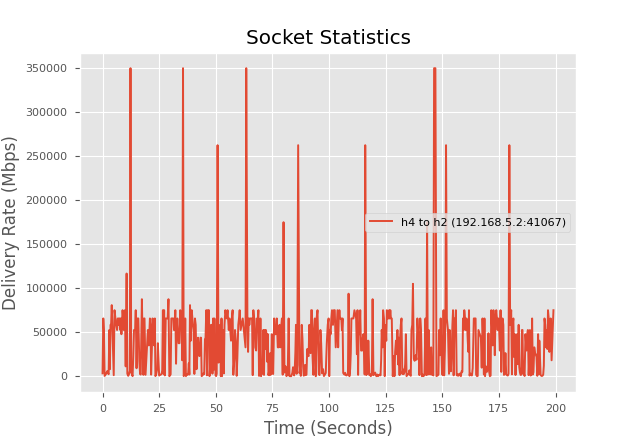 Socket Statistics
Delivery Rate (Mbps)
350000
300000
250000
200000
150000
100000
50000
0
h4 to h2 (192.168.5.2:41067)
0 25 50 75 100 125 150 175 200
Time (Seconds)